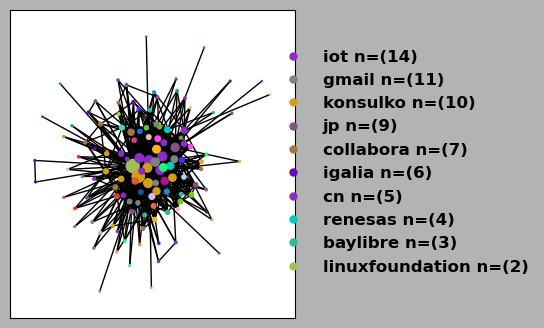 iot n=(14)
gmail n=(11)
konsulko n=(10)
jp n=(9)
collabora n=(7)
igalia n=(6)
cn n=(5)
renesas n=(4)
baylibre n=(3)
linuxfoundation n=(2)